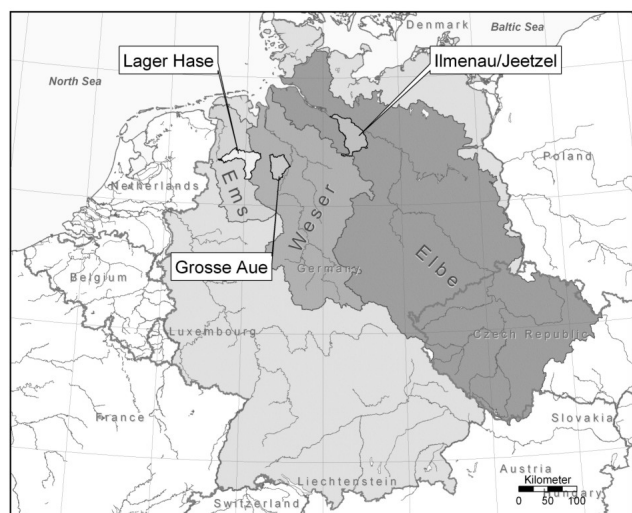 Denmark
Baltic Sea
Lager Hase
Ilmenau/Jeetzel
North Sea
Poland
Netherlands
Ems
Weser
Elbe
Grosse Aue
Germany
Belgium
Luxembourg
Czech Republic
France
Slovakia
Austria
Liechtenstein
Kilometer
Hungary
0 25 50 100
Switzerland